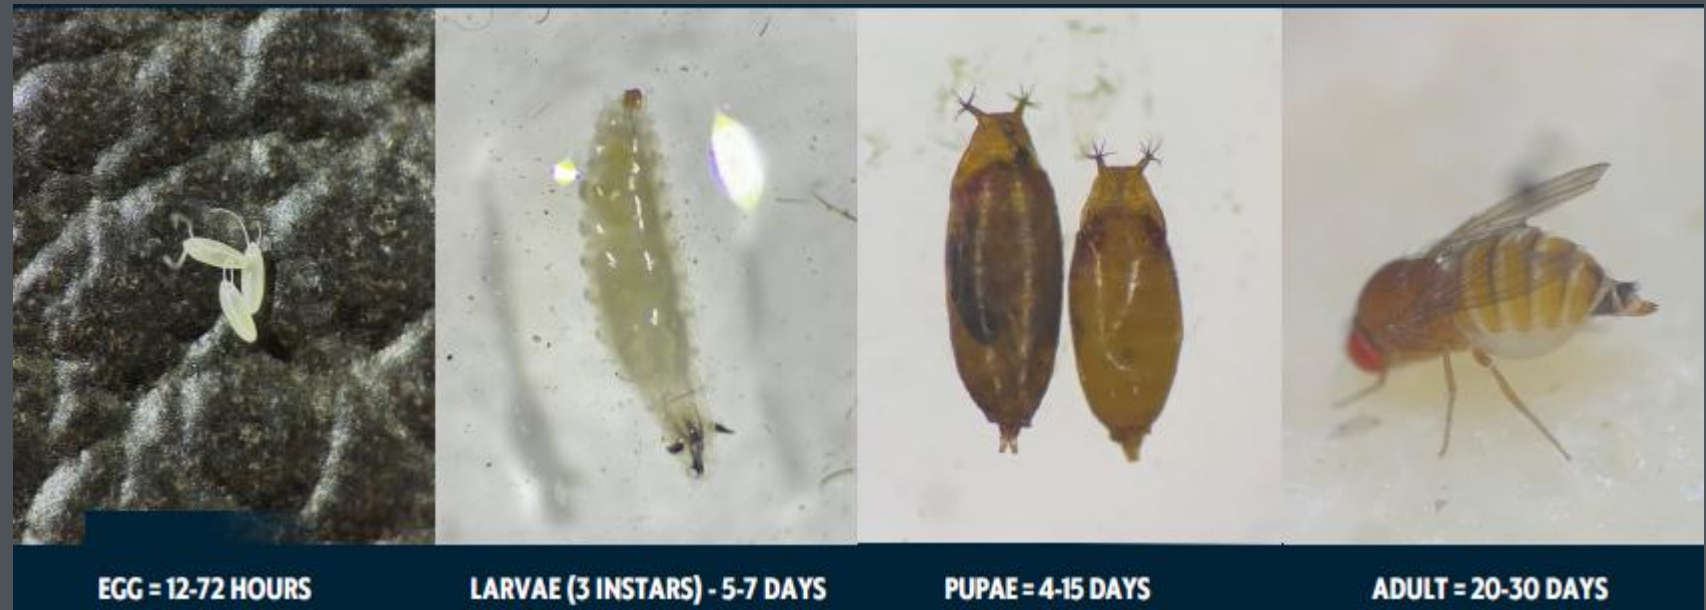 EGG = 12-72 HOURS
LARVAE (3 INSTARS) - 5-7 DAYS
PUPAE = 4-15 DAYS
ADULT = 20-30 DAYS